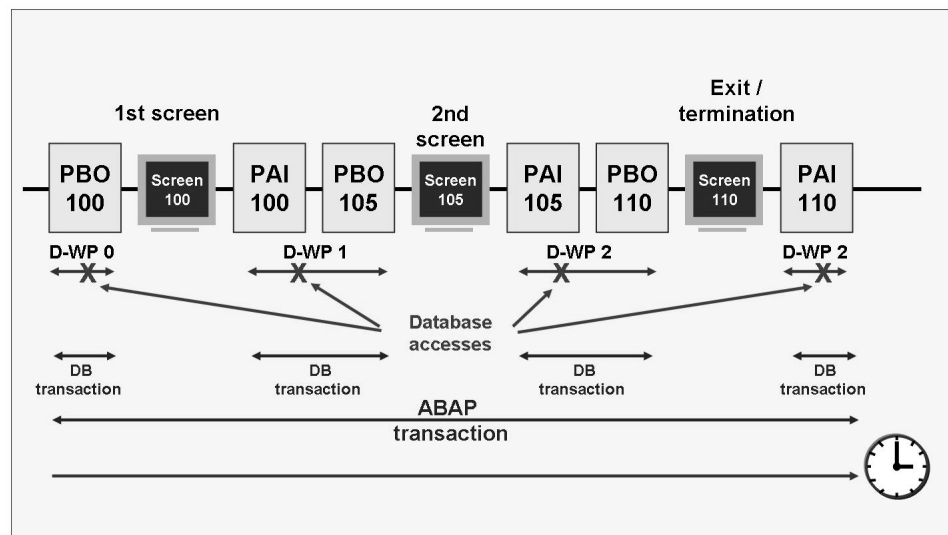 1st screen
2nd
screen
Exit /
termination
PBO
100
Screen
100
PAI
100
PBO
105
Screen
105
PAI
105
PBO
110
Screen
110
PAI
110
D-WP 0
D-WP 1
D-WP 2
D-WP 2
X
X
X
X
Database
accesses
DB
transaction
DB
transaction
DB
transaction
DB
transaction
ABAP
transaction